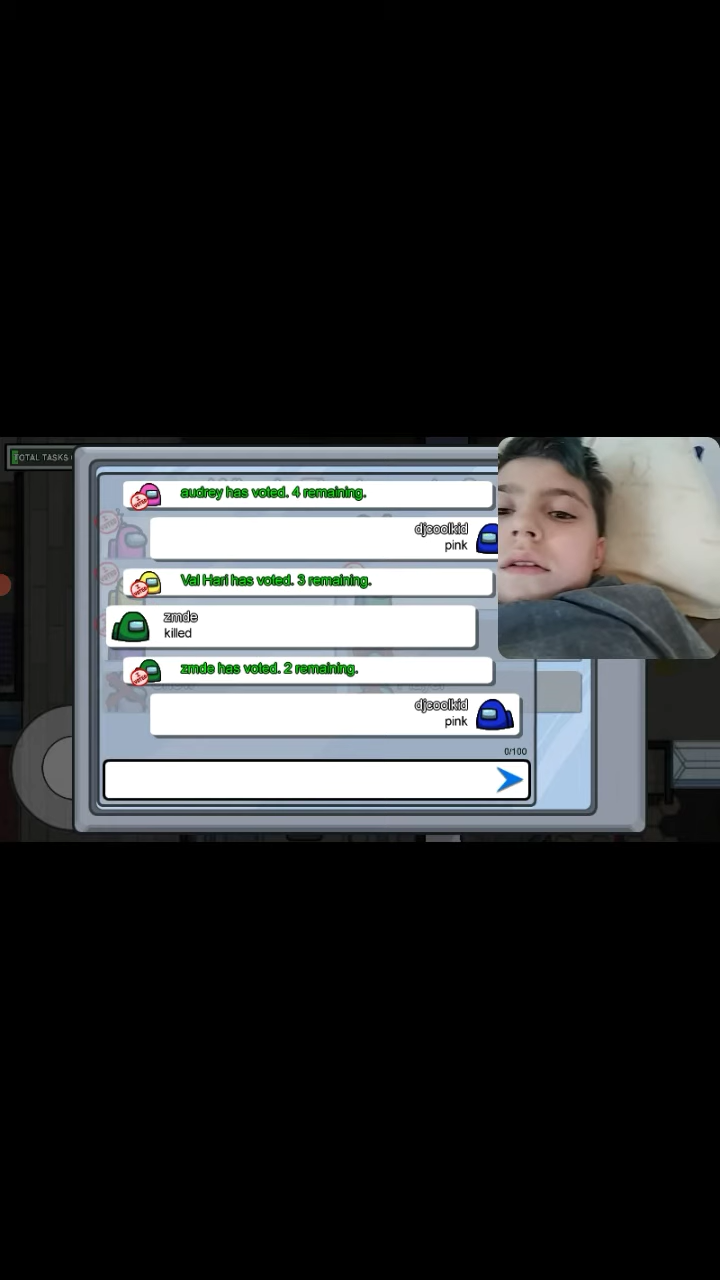 TOTAL TASKS
audrey has voted. 4 remaining.
djcoolkid
pink
Val Hari has voted. 3 remaining.
zmde
killed
zmde has voted. 2 remaining.
djcoolkid
pink
0/100